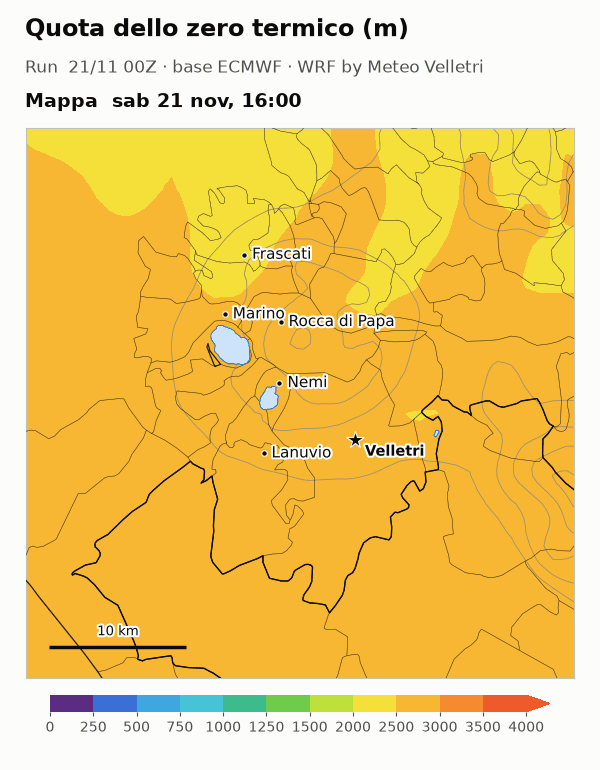 Quota dello zero termico (m)
Run 21/11 00Z · base ECMWF · WRF by Meteo Velletri
Mappa sab 21 nov, 16:00
Frascati
Marino
Rocca di Papa
Nemi
Velletri
Lanuvio
10 km
0 250 500 750 1000 1250 1500 2000 2500 3000 3500 4000